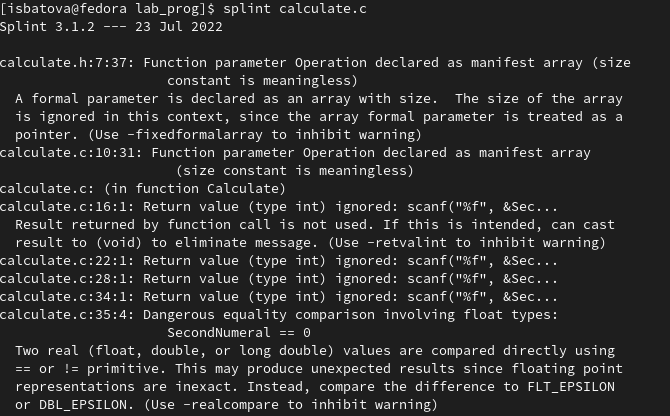 [isbatova@fedora lab_prog]$ splint calculate.c
Splint 3.1.2 --- 23 Jul 2022

calculate.h:7:37: Function parameter Operation declared as manifest array (size
                     constant is meaningless)
  A formal parameter is declared as an array with size.  The size of the array
  is ignored in this context, since the array formal parameter is treated as a
  pointer. (Use -fixedformalarray to inhibit warning)
calculate.c:10:31: Function parameter Operation declared as manifest array
                      (size constant is meaningless)
calculate.c: (in function Calculate)
calculate.c:16:1: Return value (type int) ignored: scanf("%f", &Sec...
  Result returned by function call is not used. If this is intended, can cast
  result to (void) to eliminate message. (Use -retvalint to inhibit warning)
calculate.c:22:1: Return value (type int) ignored: scanf("%f", &Sec...
calculate.c:28:1: Return value (type int) ignored: scanf("%f", &Sec...
calculate.c:34:1: Return value (type int) ignored: scanf("%f", &Sec...
calculate.c:35:4: Dangerous equality comparison involving float types:
                     SecondNumeral == 0
  Two real (float, double, or long double) values are compared directly using
  == or != primitive. This may produce unexpected results since floating point
  representations are inexact. Instead, compare the difference to FLT_EPSILON
  or DBL_EPSILON. (Use -realcompare to inhibit warning)